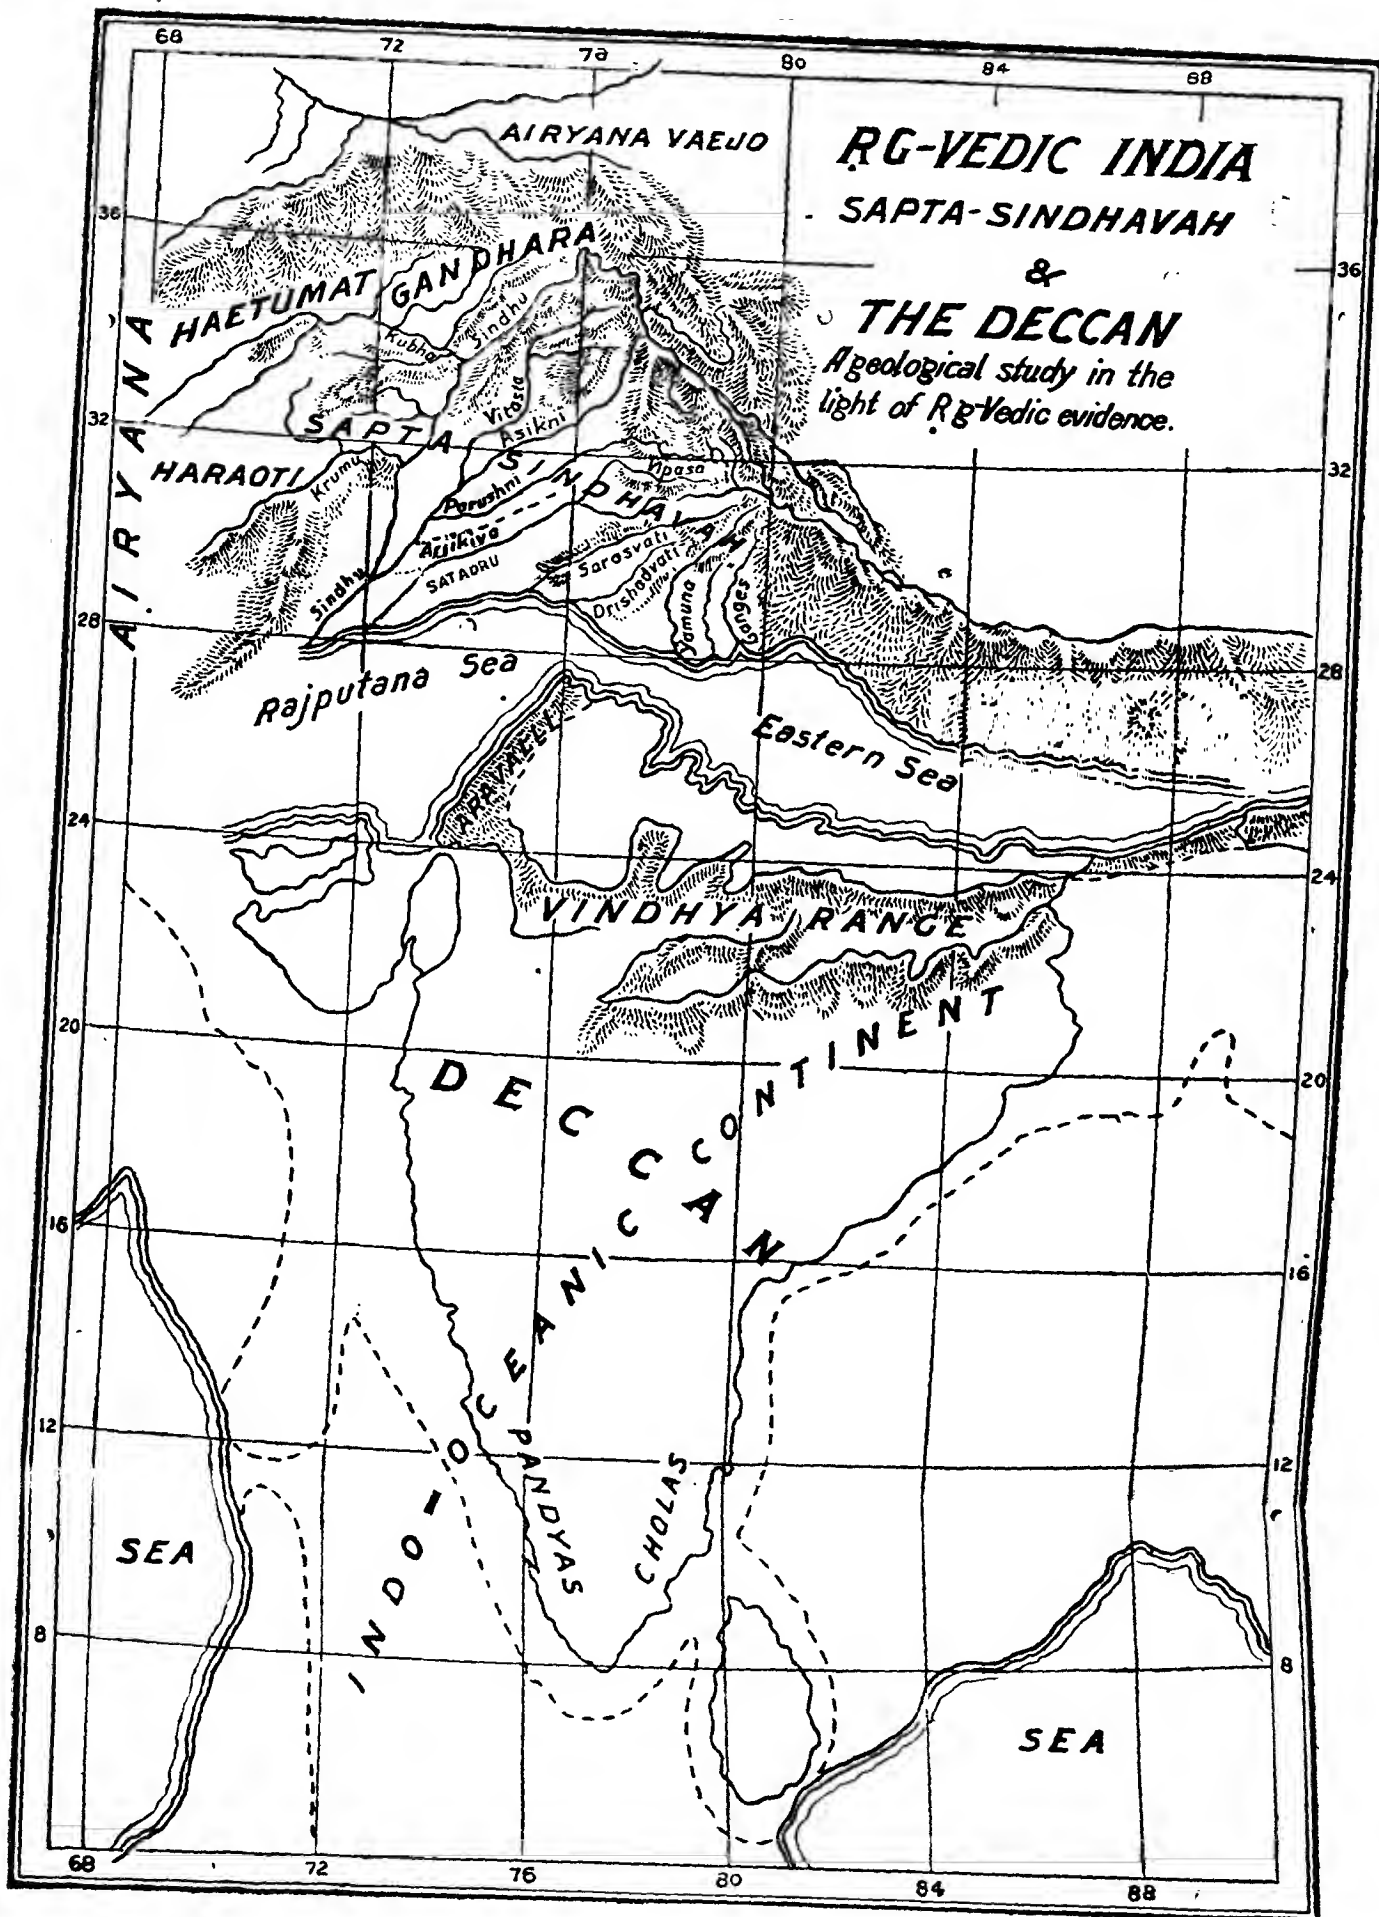 68 72 78 80 84 88
AIRYANA VAEJO
RG-VEDIC INDIA
SAPTA-SINDHAVAH
&
THE DECCAN
A geological study in the
light of Rg-Vedic evidence.
36
36
HAETUMAT
GANDHARA
AIRYANA
Sindhu
Kubha
Vitasta
Asikni
32
32
SAPTA
SINDHAVAH
HARAOTI
Krumu
Vipasa
Parushni
Arjikiya
SATADRU
Sarasvati
Drishadvati
Yamuna
Ganges
Sindhu
28
28
Rajputana Sea
Eastern Sea
ARAVALLI
24
24
VINDHYA RANGE
20
20
DECCAN
INDO-OCEANIC CONTINENT
16
16
12
12
PANDYAS
CHOLAS
SEA
8
8
SEA
68 72 76 80 84 88